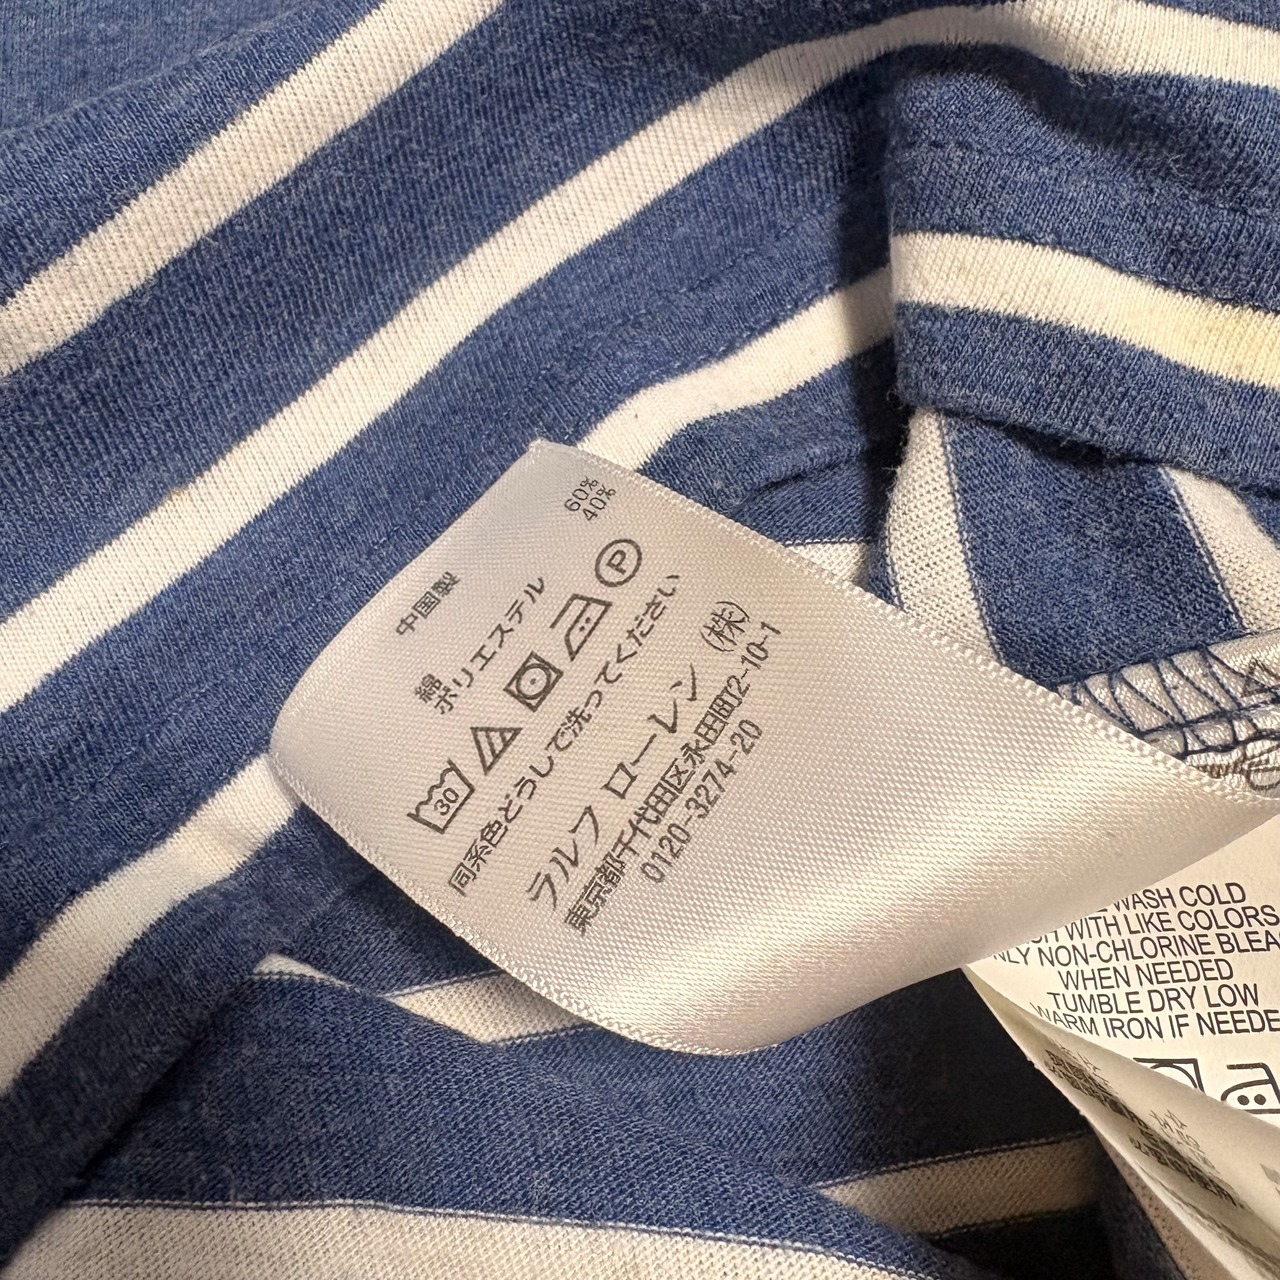 中国製
綿 60%
ポリエステル 40%
30
P
同系色どうしで洗ってください
ラルフ ローレン (株)
東京都千代田区永田町2-10-1
0120-3274-20
WASH COLD
WITH LIKE COLORS
NON-CHLORINE
WHEN NEEDED
TUMBLE DRY LOW
WARM IRON IF